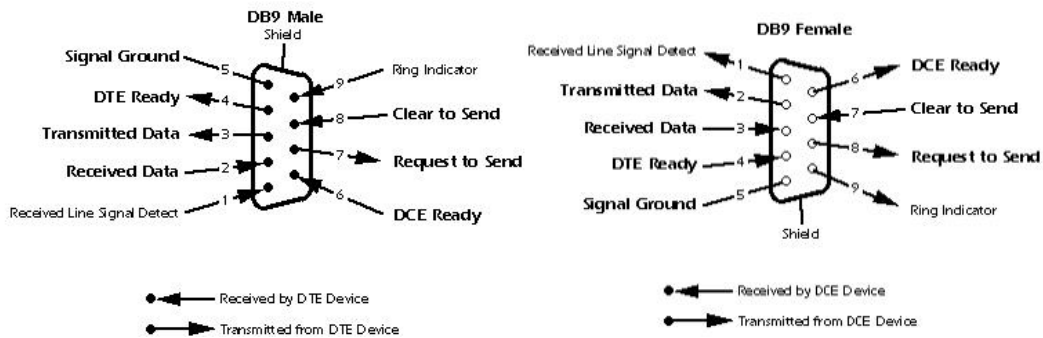 DB9 Male
Shield
Signal Ground
5
9
Ring Indicator
DTE Ready
4
8
Clear to Send
Transmitted Data
3
7
Request to Send
Received Data
2
6
DCE Ready
Received Line Signal Detect
1
Received by DTE Device
Transmitted from DTE Device
DB9 Female
Received Line Signal Detect
1
6
DCE Ready
Transmitted Data
2
7
Clear to Send
Received Data
3
8
Request to Send
DTE Ready
4
9
Ring Indicator
Signal Ground
5
Shield
Received by DCE Device
Transmitted from DCE Device